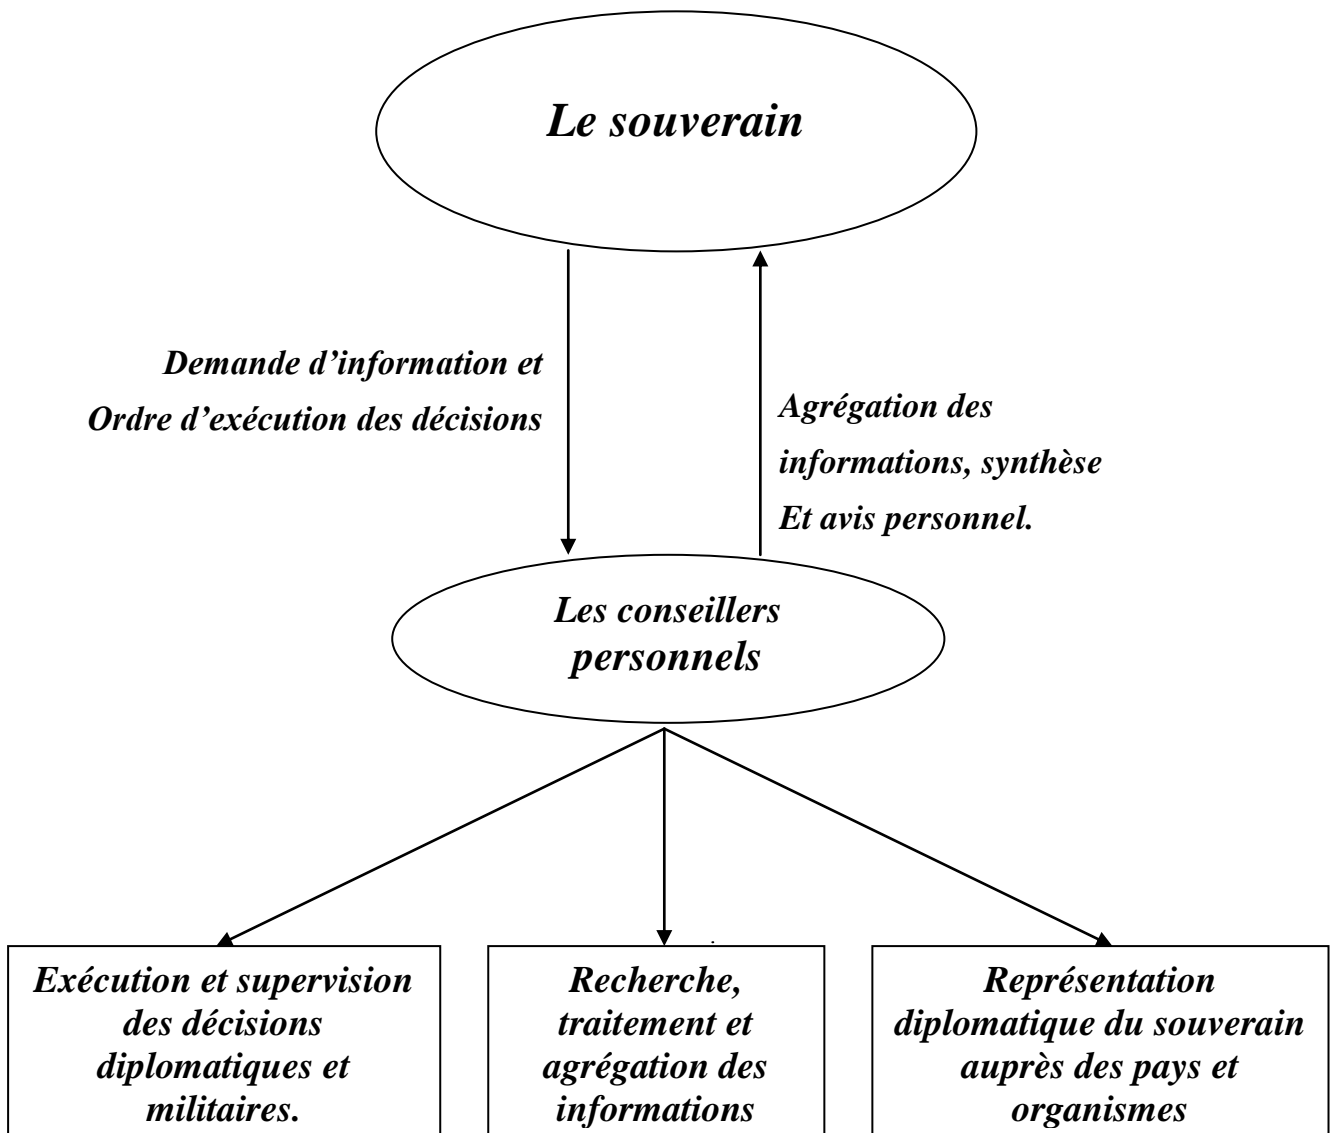 Le souverain
Demande d’information et
Ordre d’exécution des décisions
Agrégation des
informations, synthèse
Et avis personnel.
Les conseillers
personnels
Exécution et supervision
des décisions
diplomatiques et
militaires.
Recherche,
traitement et
agrégation des
informations
Représentation
diplomatique du souverain
auprès des pays et
organismes